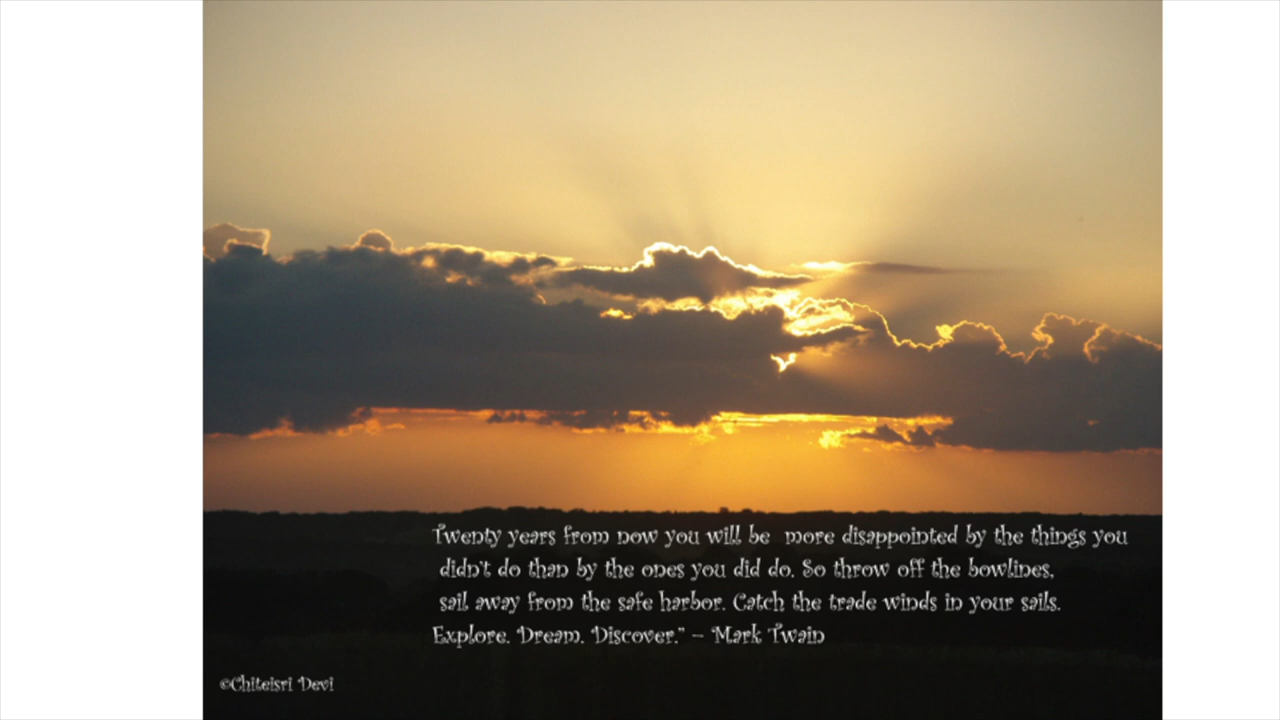 Twenty years from now you will be more disappointed by the things you
didn't do than by the ones you did do. So throw off the bowlines,
sail away from the safe harbor. Catch the trade winds in your sails.
Explore. Dream. Discover.” – Mark Twain
©Chiteisri Devi